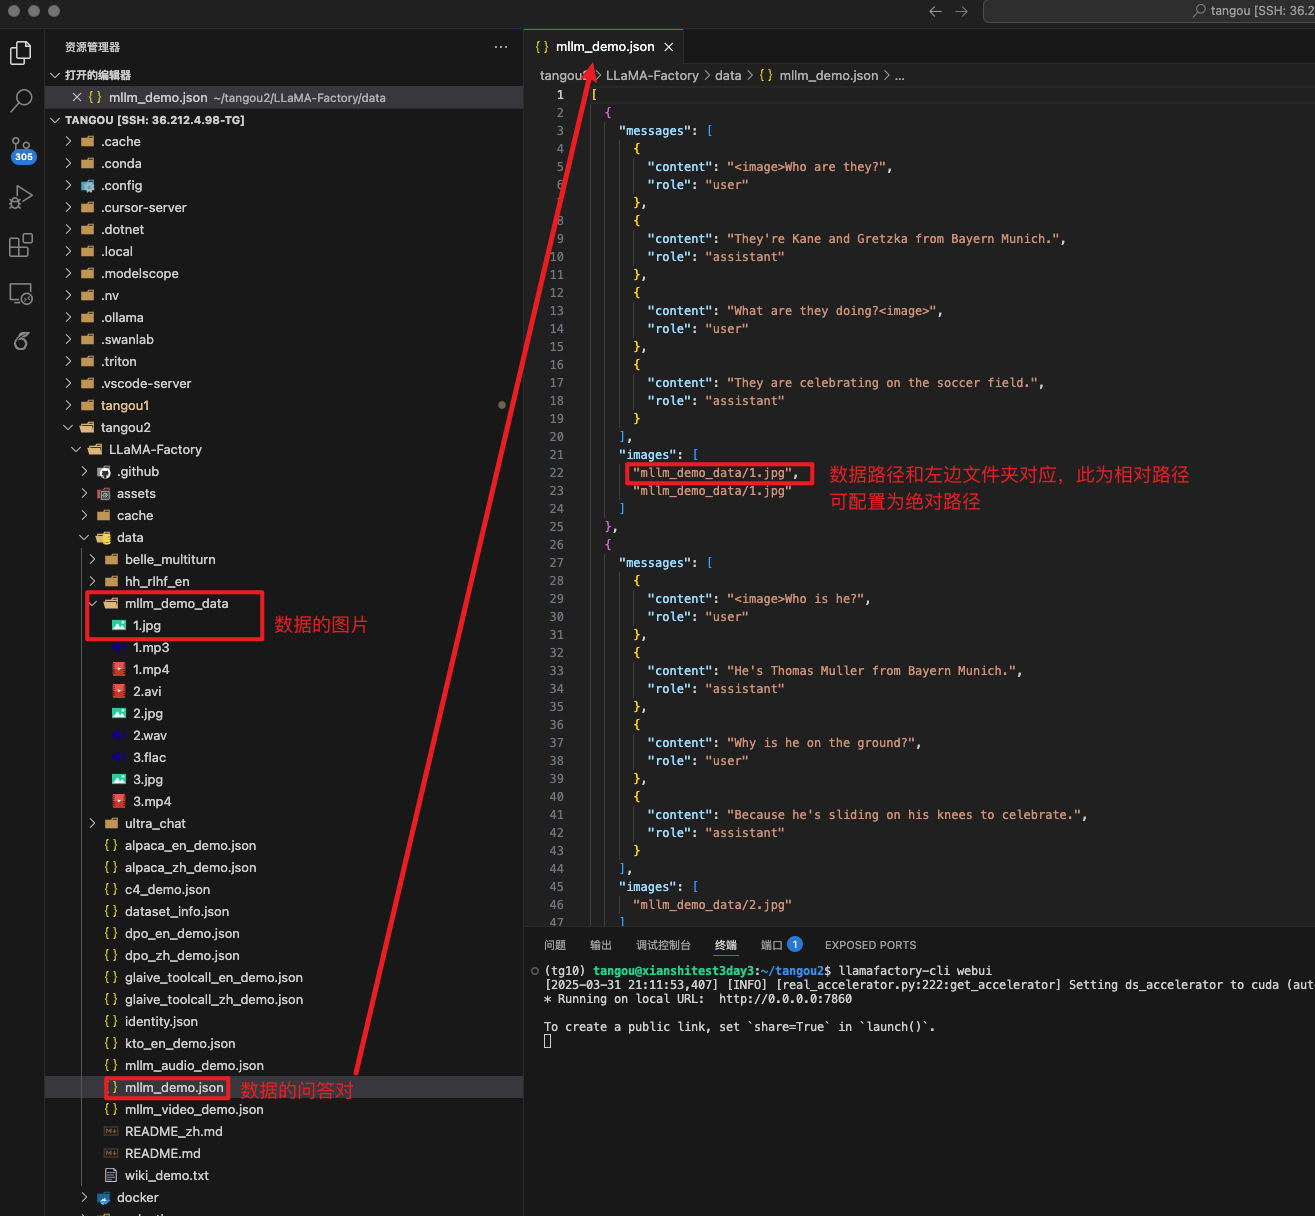 tangou [SSH: 36.2
资源管理器
打开的编辑器
mllm_demo.json ~/tangou2/LLaMA-Factory/data
TANGOU [SSH: 36.212.4.98-TG]
305
.cache
.conda
.config
.cursor-server
.dotnet
.local
.modelscope
.nv
.ollama
.swanlab
.triton
.vscode-server
tangou1
tangou2
LLaMA-Factory
.github
assets
cache
data
belle_multiturn
hh_rlhf_en
mllm_demo_data
1.jpg
数据的图片
1.mp3
1.mp4
2.avi
2.jpg
2.wav
3.flac
3.jpg
3.mp4
ultra_chat
alpaca_en_demo.json
alpaca_zh_demo.json
c4_demo.json
dataset_info.json
dpo_en_demo.json
dpo_zh_demo.json
glaive_toolcall_en_demo.json
glaive_toolcall_zh_demo.json
identity.json
kto_en_demo.json
mllm_audio_demo.json
mllm_demo.json
数据的问答对
mllm_video_demo.json
README_zh.md
README.md
wiki_demo.txt
docker
{} mllm_demo.json ×
LLaMA-Factory > data > {} mllm_demo.json > ...
1 [
2 {
3 "messages": [
4 {
5 "content": "<image>Who are they?",
6 "role": "user"
},
8 {
9 "content": "They're Kane and Gretzka from Bayern Munich.",
10 "role": "assistant"
11 },
12 {
13 "content": "What are they doing?<image>",
14 "role": "user"
15 },
16 {
17 "content": "They are celebrating on the soccer field.",
18 "role": "assistant"
19 }
20 ],
21 "images": [
22 "mllm_demo_data/1.jpg",
23 "mllm_demo_data/1.jpg"
24 ]
数据路径和左边文件夹对应，此为相对路径
可配置为绝对路径
25 },
26 {
27 "messages": [
28 {
29 "content": "<image>Who is he?",
30 "role": "user"
31 },
32 {
33 "content": "He's Thomas Muller from Bayern Munich.",
34 "role": "assistant"
35 },
36 {
37 "content": "Why is he on the ground?",
38 "role": "user"
39 },
40 {
41 "content": "Because he's sliding on his knees to celebrate.",
42 "role": "assistant"
43 }
44 ],
45 "images": [
46 "mllm_demo_data/2.jpg"
47 ]
问题 输出 调试控制台 终端 端口 1 EXPOSED PORTS
(tg10) tangou@xianshitest3day3:~/tangou2$ llamafactory-cli webui
[2025-03-31 21:11:53,407] [INFO] [real_accelerator.py:222:get_accelerator] Setting ds_accelerator to cuda (aut
* Running on local URL: http://0.0.0.0:7860
To create a public link, set `share=True` in `launch()`.